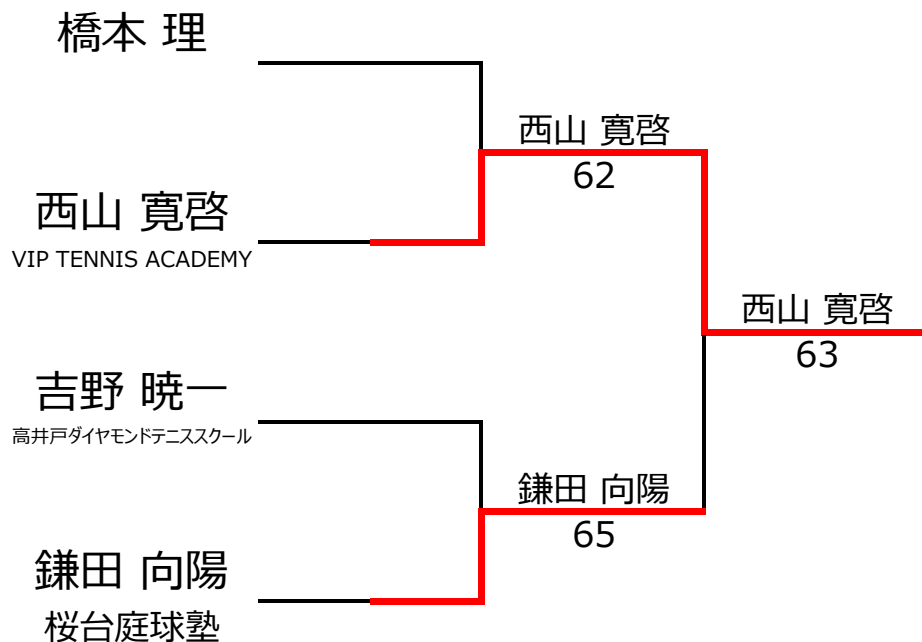 橋本 理
西山 寛啓
62
西山 寛啓
VIP TENNIS ACADEMY
西山 寛啓
63
吉野 暁一
高井戸ダイヤモンドテニススクール
鎌田 向陽
65
鎌田 向陽
桜台庭球塾